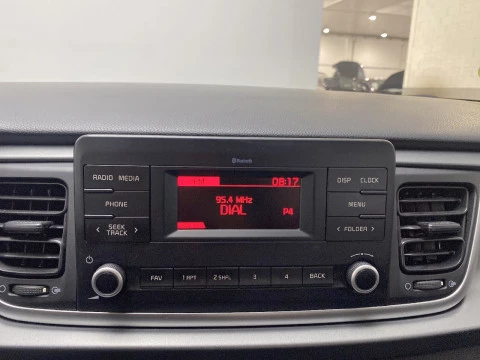 Bluetooth
RADIO MEDIA
FM 08:17
DISP CLOCK
PHONE
95.4 MHz
DIAL P4
MENU
< SEEK TRACK >
< FOLDER >
FAV 1 RPT 2 SHFL 3 4 BACK